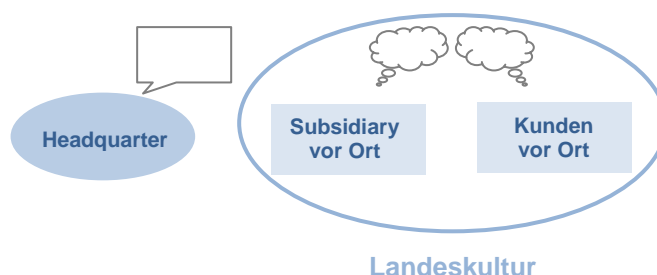 Headquarter
Subsidiary
vor Ort
Kunden
vor Ort
Landeskultur